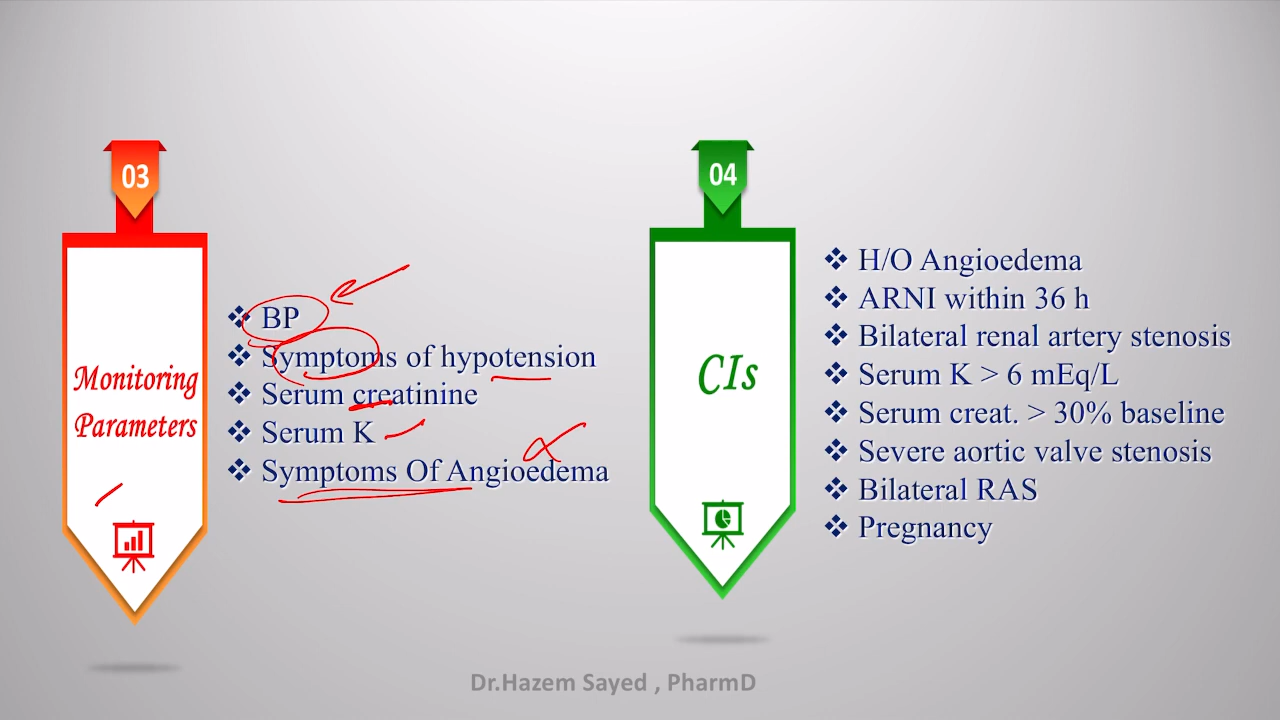 03
Monitoring
Parameters
BP
Symptoms of hypotension
Serum creatinine
Serum K
Symptoms Of Angioedema
04
CIs
H/O Angioedema
ARNI within 36 h
Bilateral renal artery stenosis
Serum K > 6 mEq/L
Serum creat. > 30% baseline
Severe aortic valve stenosis
Bilateral RAS
Pregnancy
Dr.Hazem Sayed , PharmD